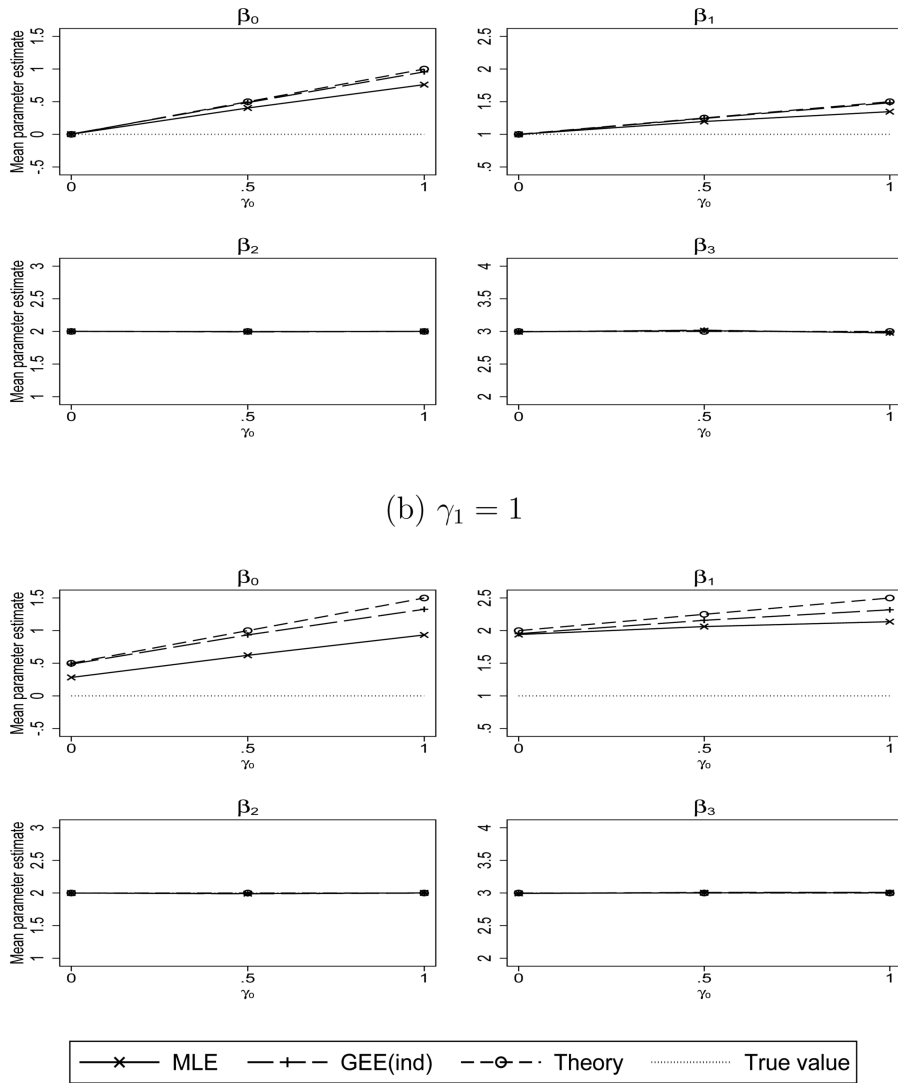 β₀
β₁
Mean parameter estimate
-.5 0 .5 1 1.5
0 .5 1
γ₀
.5 1 1.5 2 2.5
0 .5 1
γ₀
β₂
β₃
Mean parameter estimate
1 1.5 2 2.5 3
0 .5 1
γ₀
2 2.5 3 3.5 4
0 .5 1
γ₀
(b) γ₁ = 1
β₀
β₁
Mean parameter estimate
-.5 0 .5 1 1.5
0 .5 1
γ₀
.5 1 1.5 2 2.5
0 .5 1
γ₀
β₂
β₃
Mean parameter estimate
1 1.5 2 2.5 3
0 .5 1
γ₀
2 2.5 3 3.5 4
0 .5 1
γ₀
MLE GEE(ind) Theory True value